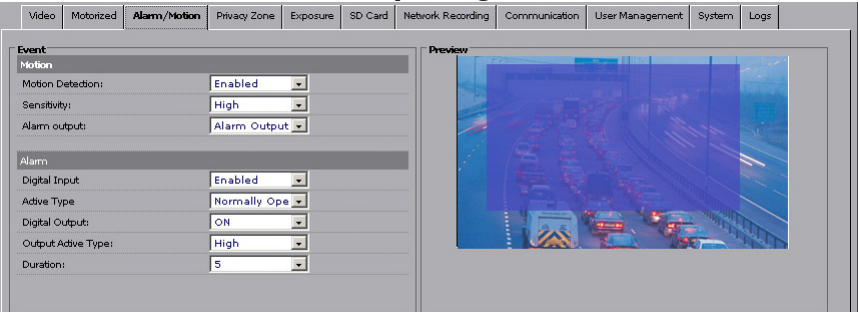 Video Motorized Alarm/Motion Privacy Zone Exposure SD Card Network Recording Communication User Management System Logs
Event
Preview
Motion
Motion Detection: Enabled
Sensitivity: High
Alarm output: Alarm Output
Alarm
Digital Input Enabled
Active Type Normally Ope
Digital Output: ON
Output Active Type: High
Duration: 5